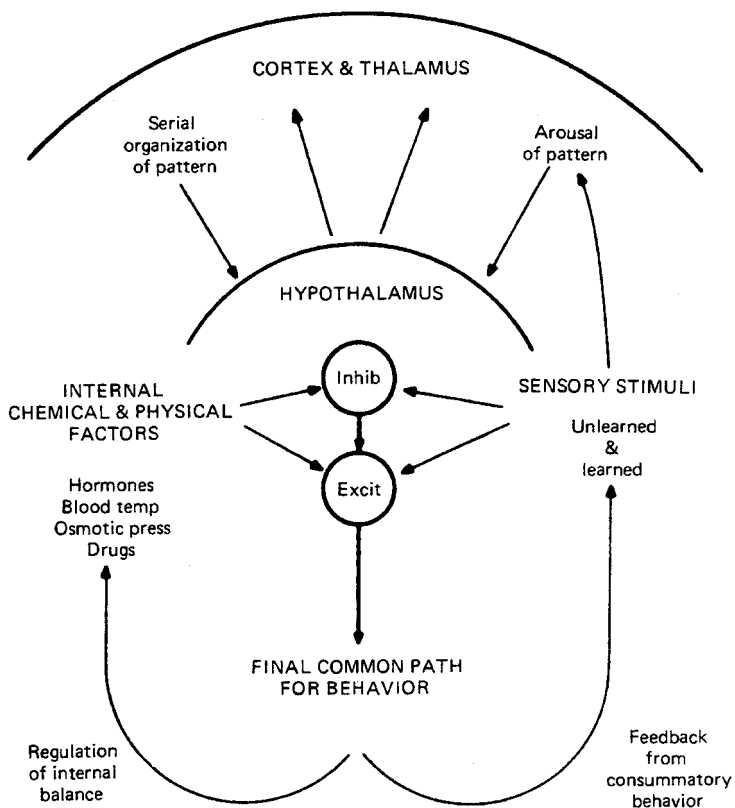 CORTEX & THALAMUS
Serial
organization
of pattern
Arousal
of pattern
HYPOTHALAMUS
Inhib
INTERNAL
CHEMICAL & PHYSICAL
FACTORS
SENSORY STIMULI
Unlearned
&
learned
Hormones
Blood temp
Osmotic press
Drugs
Excit
FINAL COMMON PATH
FOR BEHAVIOR
Regulation
of internal
balance
Feedback
from
consummatory
behavior